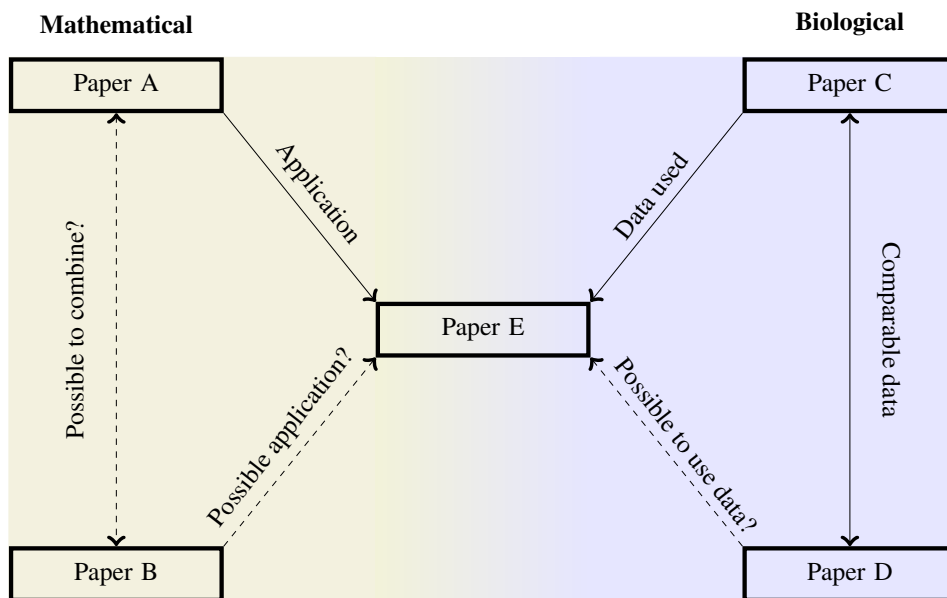 Mathematical
Biological
Paper A
Paper C
Application
Data used
Possible to combine?
Comparable data
Paper E
Possible application?
Possible to use data?
Paper B
Paper D